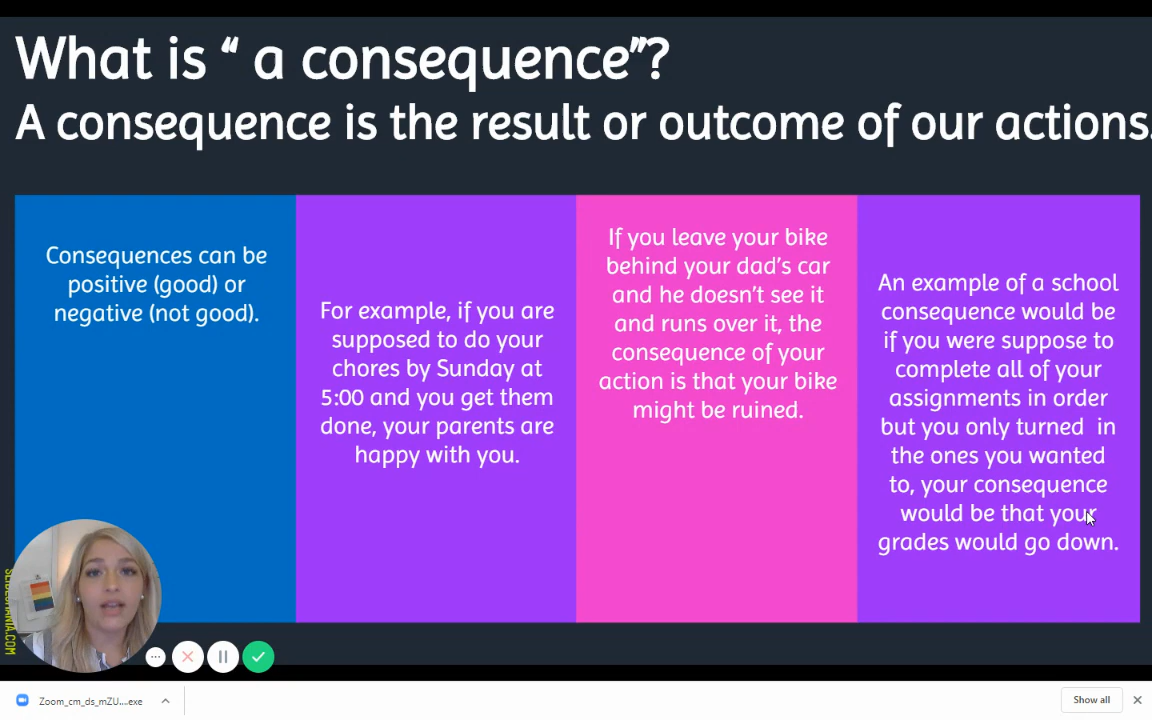 What is “ a consequence”?
A consequence is the result or outcome of our actions.
Consequences can be
positive (good) or
negative (not good).
For example, if you are
supposed to do your
chores by Sunday at
5:00 and you get them
done, your parents are
happy with you.
If you leave your bike
behind your dad’s car
and he doesn’t see it
and runs over it, the
consequence of your
action is that your bike
might be ruined.
An example of a school
consequence would be
if you were suppose to
complete all of your
assignments in order
but you only turned  in
the ones you wanted
to, your consequence
would be that your
grades would go down.
SLIDESMANIA.COM
Zoom_cm_ds_mZU....exe
Show all